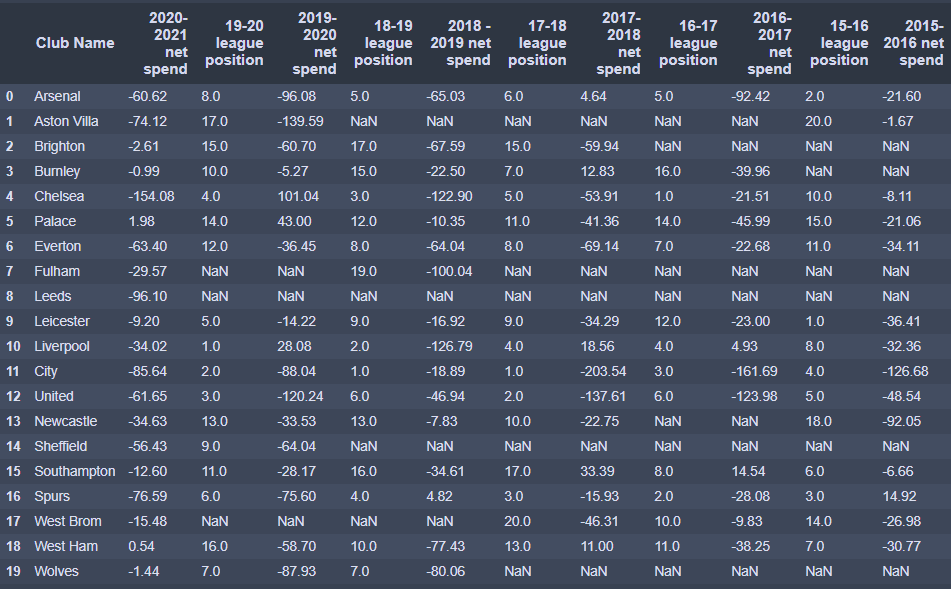 Club Name 2020-2021 net spend 19-20 league position 2019-2020 net spend 18-19 league position 2018 - 2019 net spend 17-18 league position 2017-2018 net spend 16-17 league position 2016-2017 net spend 15-16 league position 2015-2016 net spend
0 Arsenal -60.62 8.0 -96.08 5.0 -65.03 6.0 4.64 5.0 -92.42 2.0 -21.60
1 Aston Villa -74.12 17.0 -139.59 NaN NaN NaN NaN NaN NaN 20.0 -1.67
2 Brighton -2.61 15.0 -60.70 17.0 -67.59 15.0 -59.94 NaN NaN NaN NaN
3 Burnley -0.99 10.0 -5.27 15.0 -22.50 7.0 12.83 16.0 -39.96 NaN NaN
4 Chelsea -154.08 4.0 101.04 3.0 -122.90 5.0 -53.91 1.0 -21.51 10.0 -8.11
5 Palace 1.98 14.0 43.00 12.0 -10.35 11.0 -41.36 14.0 -45.99 15.0 -21.06
6 Everton -63.40 12.0 -36.45 8.0 -64.04 8.0 -69.14 7.0 -22.68 11.0 -34.11
7 Fulham -29.57 NaN NaN 19.0 -100.04 NaN NaN NaN NaN NaN NaN
8 Leeds -96.10 NaN NaN NaN NaN NaN NaN NaN NaN NaN NaN
9 Leicester -9.20 5.0 -14.22 9.0 -16.92 9.0 -34.29 12.0 -23.00 1.0 -36.41
10 Liverpool -34.02 1.0 28.08 2.0 -126.79 4.0 18.56 4.0 4.93 8.0 -32.36
11 City -85.64 2.0 -88.04 1.0 -18.89 1.0 -203.54 3.0 -161.69 4.0 -126.68
12 United -61.65 3.0 -120.24 6.0 -46.94 2.0 -137.61 6.0 -123.98 5.0 -48.54
13 Newcastle -34.63 13.0 -33.53 13.0 -7.83 10.0 -22.75 NaN NaN 18.0 -92.05
14 Sheffield -56.43 9.0 -64.04 NaN NaN NaN NaN NaN NaN NaN NaN
15 Southampton -12.60 11.0 -28.17 16.0 -34.61 17.0 33.39 8.0 14.54 6.0 -6.66
16 Spurs -76.59 6.0 -75.60 4.0 4.82 3.0 -15.93 2.0 -28.08 3.0 14.92
17 West Brom -15.48 NaN NaN NaN NaN 20.0 -46.31 10.0 -9.83 14.0 -26.98
18 West Ham 0.54 16.0 -58.70 10.0 -77.43 13.0 11.00 11.0 -38.25 7.0 -30.77
19 Wolves -1.44 7.0 -87.93 7.0 -80.06 NaN NaN NaN NaN NaN NaN